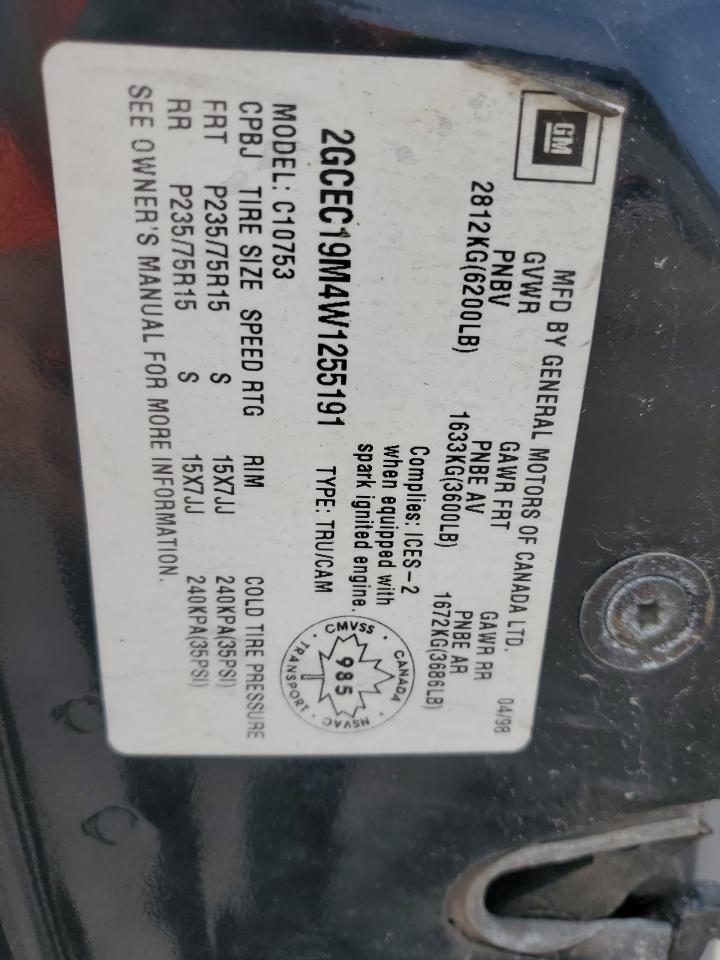 GM
MFD BY GENERAL MOTORS OF CANADA LTD. 04/98
GVWR GAWR FRT GAWR RR
PNBV PNBE AV PNBE AR
2812KG(6200LB) 1633KG(3600LB) 1672KG(3686LB)
Complies: ICES-2
when equipped with
spark ignited engine.
2GCEC19M4W1255191 TYPE: TRU/CAM
MODEL: C10753
CMVSS · CANADA · NSVAC · TRANSPORT ·
985
CPBJ TIRE SIZE SPEED RTG RIM COLD TIRE PRESSURE
FRT P235/75R15 S 15X7JJ 240KPA(35PSI)
RR P235/75R15 S 15X7JJ 240KPA(35PSI)
SEE OWNER'S MANUAL FOR MORE INFORMATION.